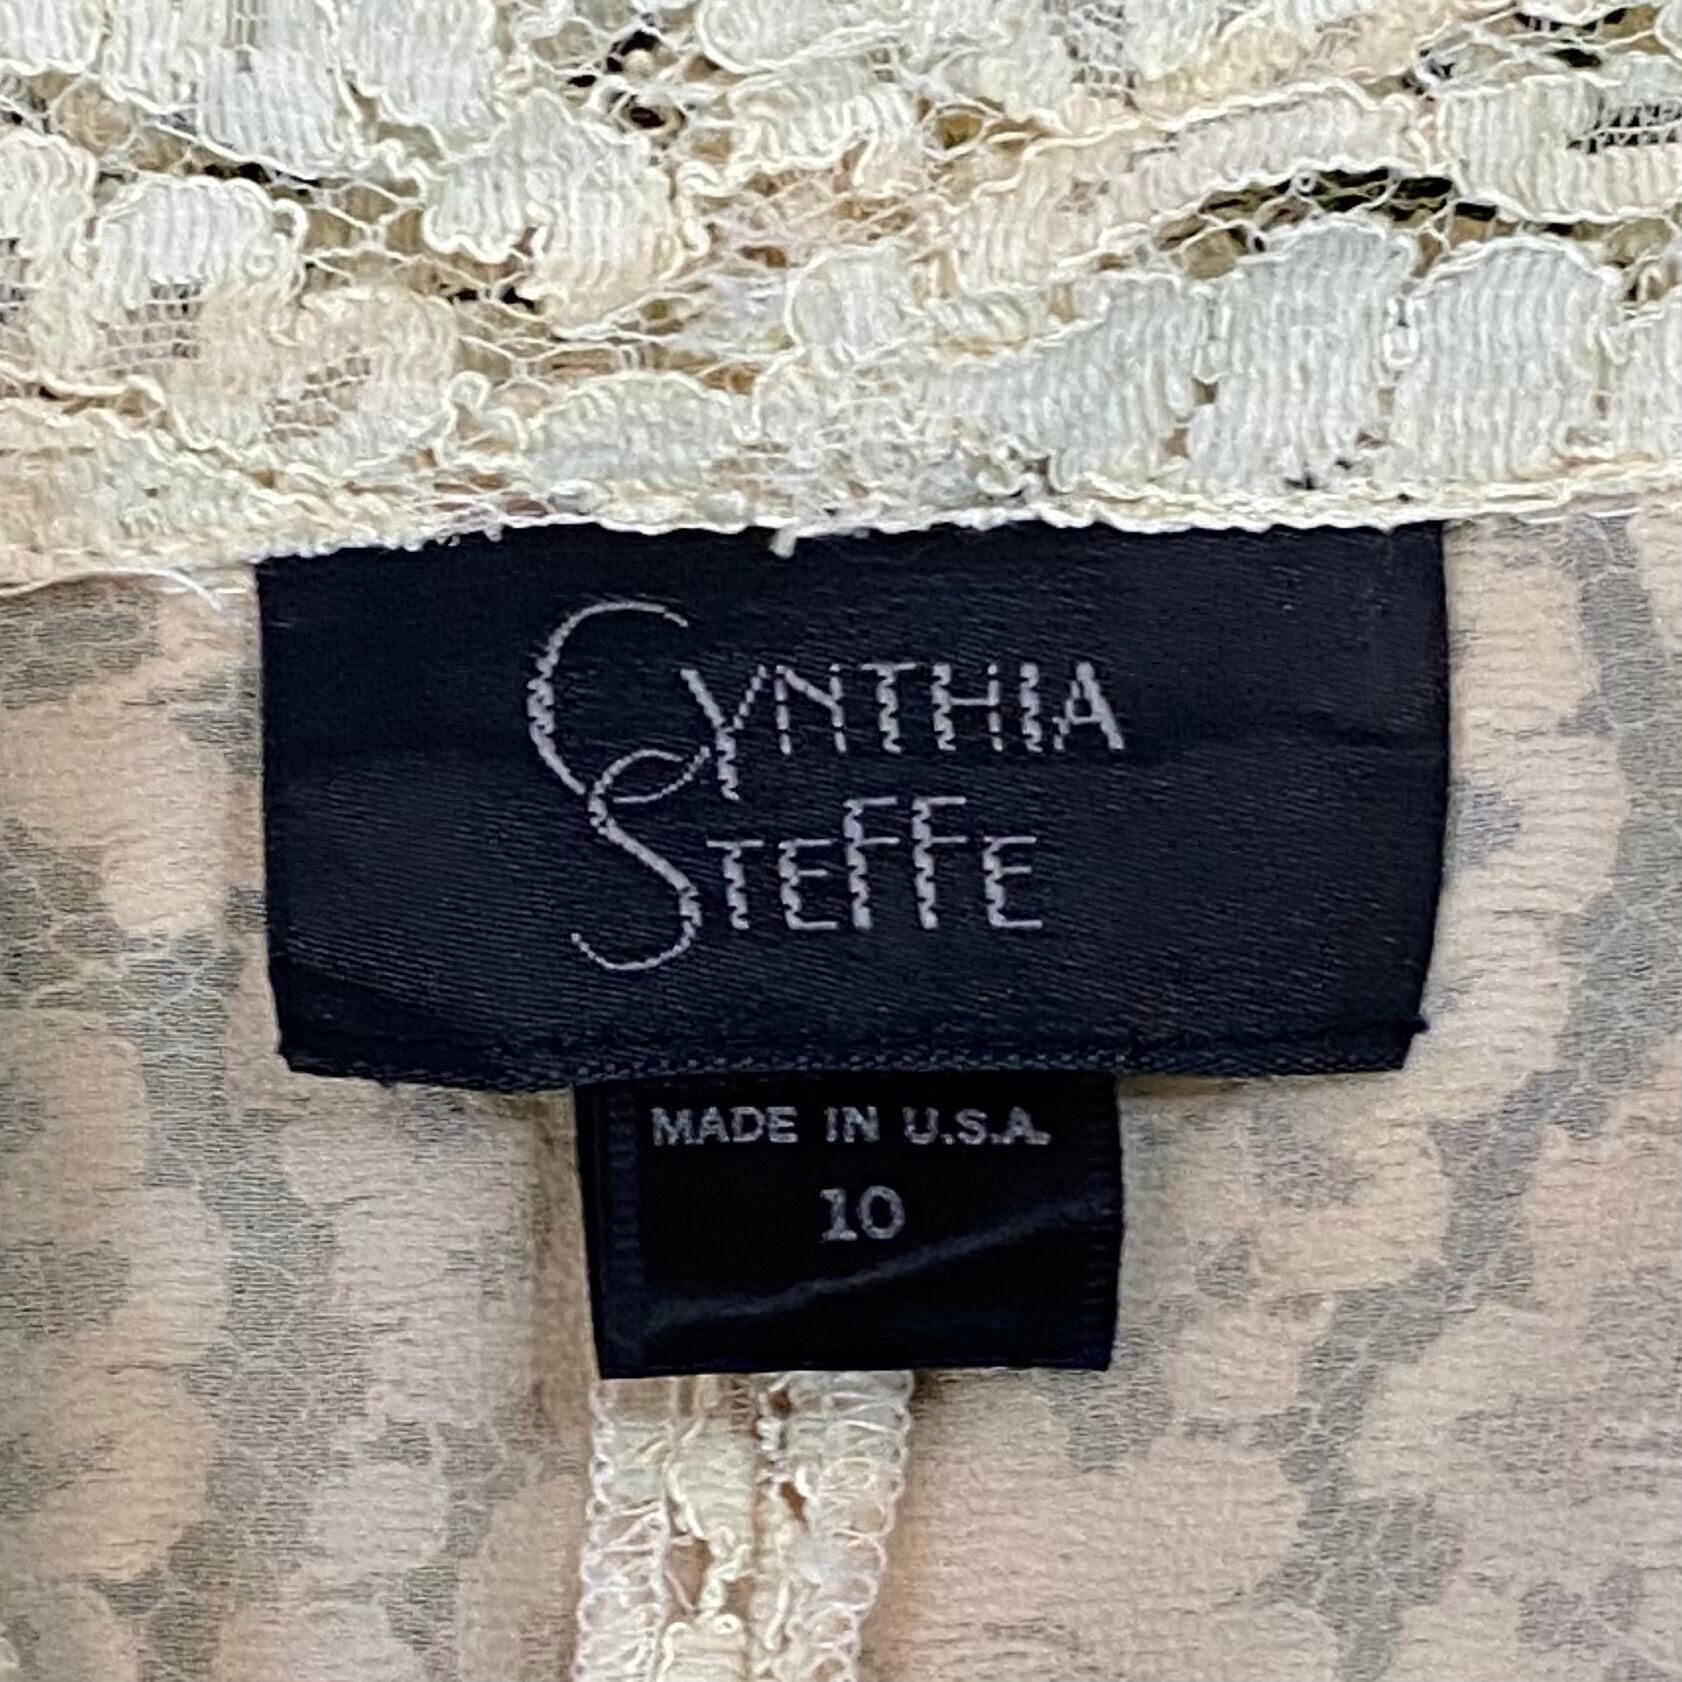 CYNTHIA
STEFFE
MADE IN U.S.A.
10